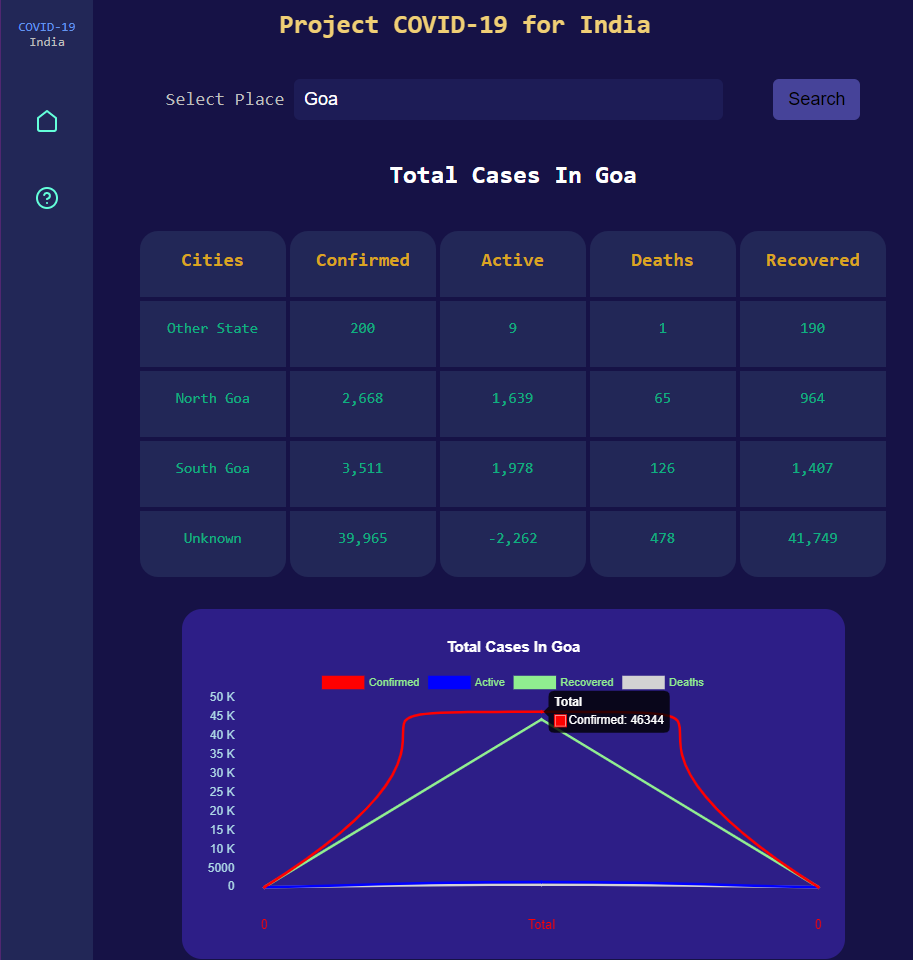 COVID-19
India
Project COVID-19 for India
Select Place Goa Search
Total Cases In Goa
Cities Confirmed Active Deaths Recovered
Other State 200 9 1 190
North Goa 2,668 1,639 65 964
South Goa 3,511 1,978 126 1,407
Unknown 39,965 -2,262 478 41,749
Total Cases In Goa
Confirmed Active Recovered Deaths
Total
Confirmed: 46344
50 K
45 K
40 K
35 K
30 K
25 K
20 K
15 K
10 K
5000
0
0 Total 0